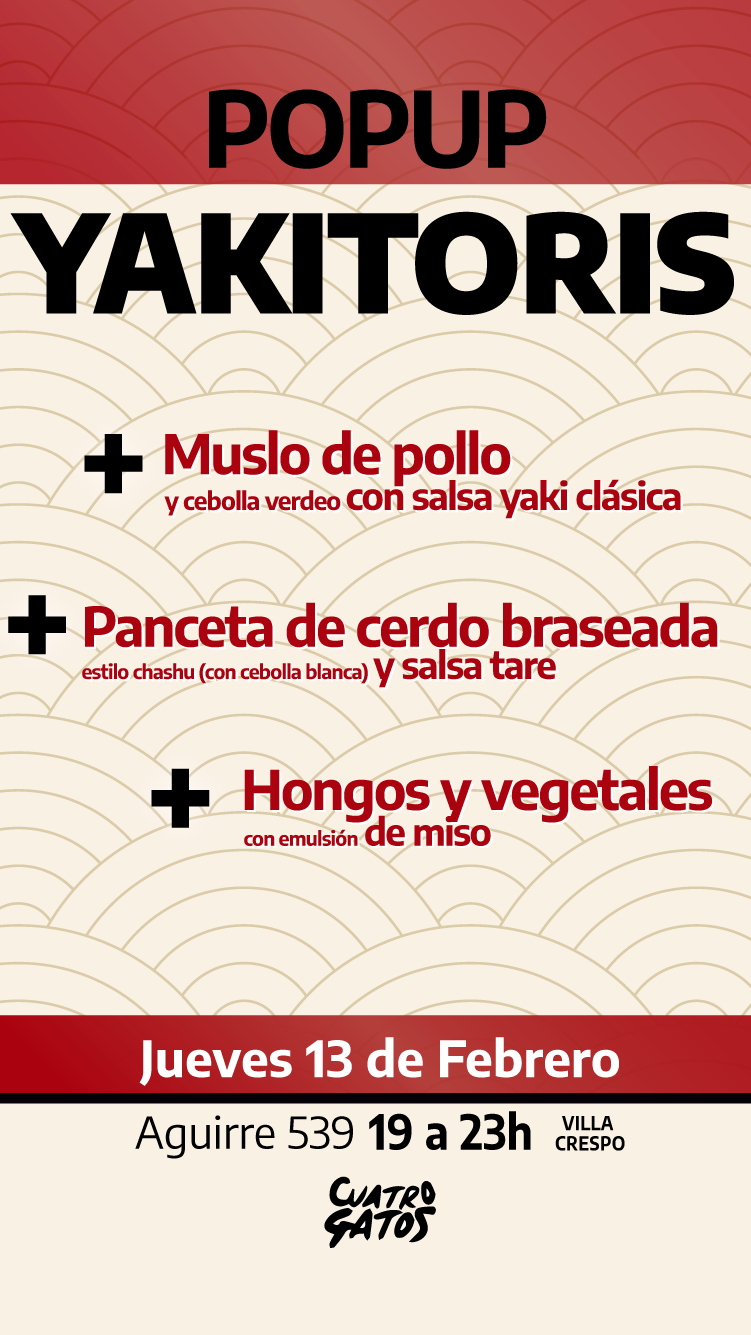 POPUP
YAKITORIS
+ Muslo de pollo
y cebolla verdeo con salsa yaki clásica
+ Panceta de cerdo braseada
estilo chashu (con cebolla blanca) y salsa tare
+ Hongos y vegetales
con emulsión de miso
Jueves 13 de Febrero
Aguirre 539 19 a 23h VILLA CRESPO
CUATRO
GATOS